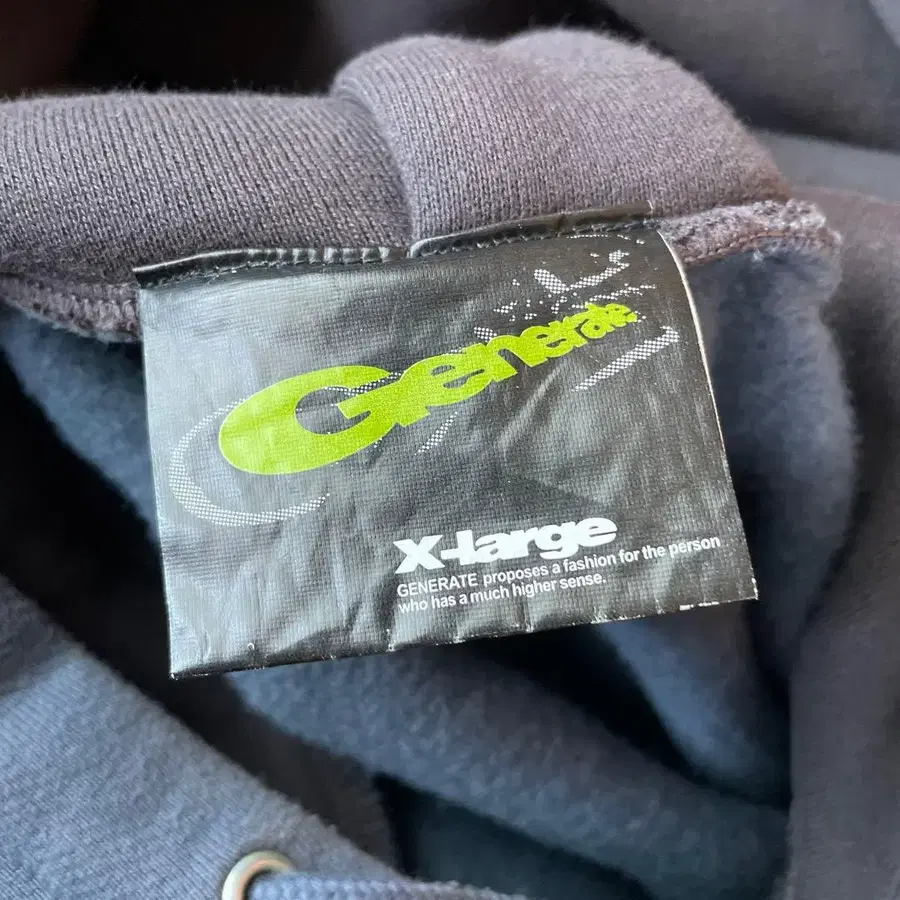 Generate
X-large
GENERATE proposes a fashion for the person
who has a much higher sense.